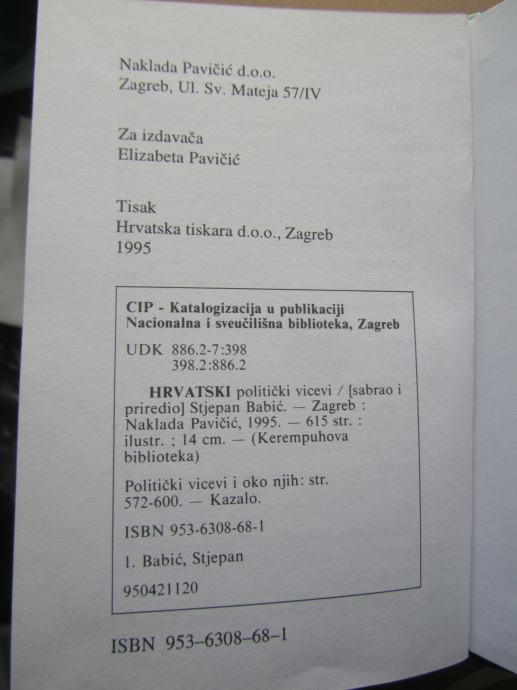 Naklada Pavičić d.o.o.
Zagreb, Ul. Sv. Mateja 57/IV
Za izdavača
Elizabeta Pavičić
Tisak
Hrvatska tiskara d.o.o., Zagreb
1995
CIP - Katalogizacija u publikaciji
Nacionalna i sveučilišna biblioteka, Zagreb
UDK 886.2-7:398
398.2:886.2
HRVATSKI politički vicevi / [sabrao i
priredio] Stjepan Babić. — Zagreb :
Naklada Pavičić, 1995. — 615 str. :
ilustr. ; 14 cm. — (Kerempuhova
biblioteka)
Politički vicevi i oko njih: str.
572-600. — Kazalo.
ISBN 953-6308-68-1
1. Babić, Stjepan
950421120
ISBN 953–6308–68–1